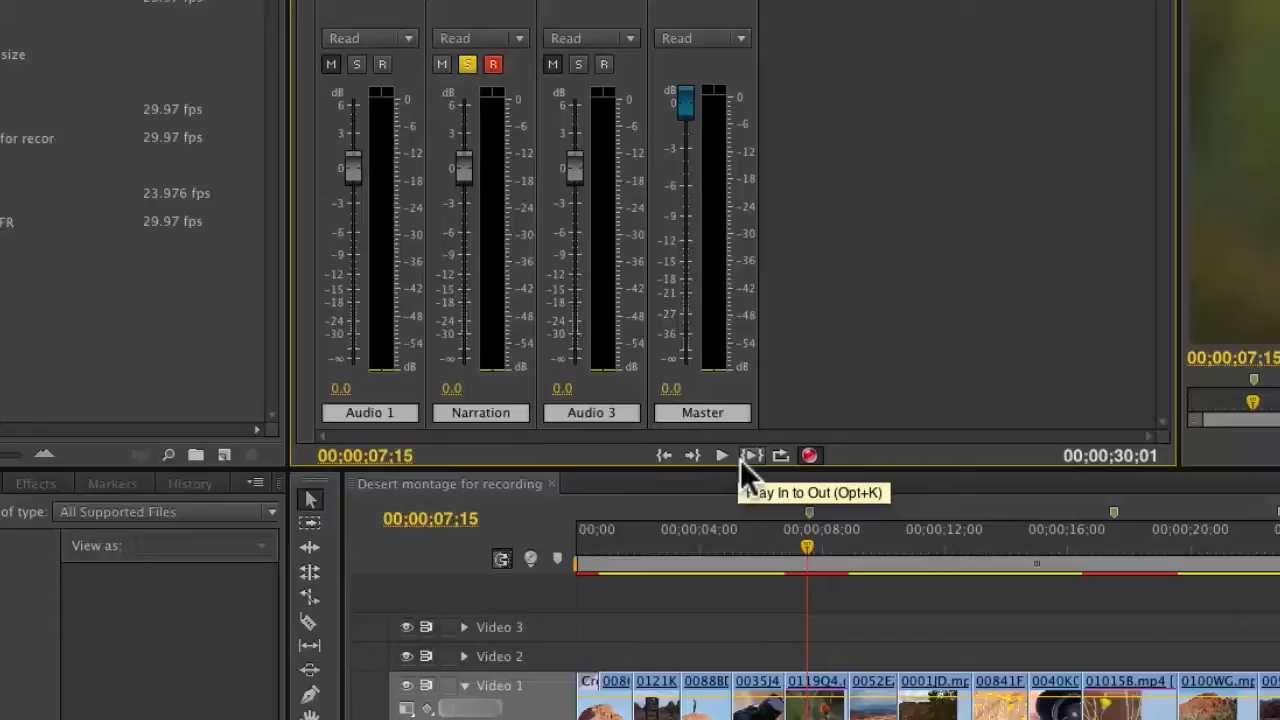 size
29.97 fps
for recor 29.97 fps
23.976 fps
FR 29.97 fps
Read Read Read Read
M S R M S R M S R
dB dB dB dB
6 3 0 -3 -6 -9 -12 -15 -18 -24 -30 -∞
0 -6 -12 -18 -24 -30 -36 -42 -48 -54 dB
6 3 0 -3 -6 -9 -12 -15 -18 -24 -30 -∞
0 -6 -12 -18 -24 -30 -36 -42 -48 -54 dB
6 3 0 -3 -6 -9 -12 -15 -18 -24 -30 -∞
0 -6 -12 -18 -24 -30 -36 -42 -48 -54 dB
0 -3 -6 -9 -12 -15 -18 -21 -27 -36 -∞
0 -6 -12 -18 -24 -30 -36 -42 -48 -54 dB
0.0 0.0 0.0 0.0
Audio 1 Narration Audio 3 Master
00;00;07;15 00;00;30;01
00;00;07;15
Play In to Out (Opt+K)
Effects Markers History
of type: All Supported Files
View as:
Desert montage for recording ×
00;00;07;15
00;00 00;00;04;00 00;00;08;00 00;00;12;00 00;00;16;00 00;00;20;00
Video 3
Video 2
Video 1
0121K 0088BD 0035J4 0119Q4. 0052E 0001JD.mp 00841F 0040K0 01015B.mp4 [ 0100WG.mp